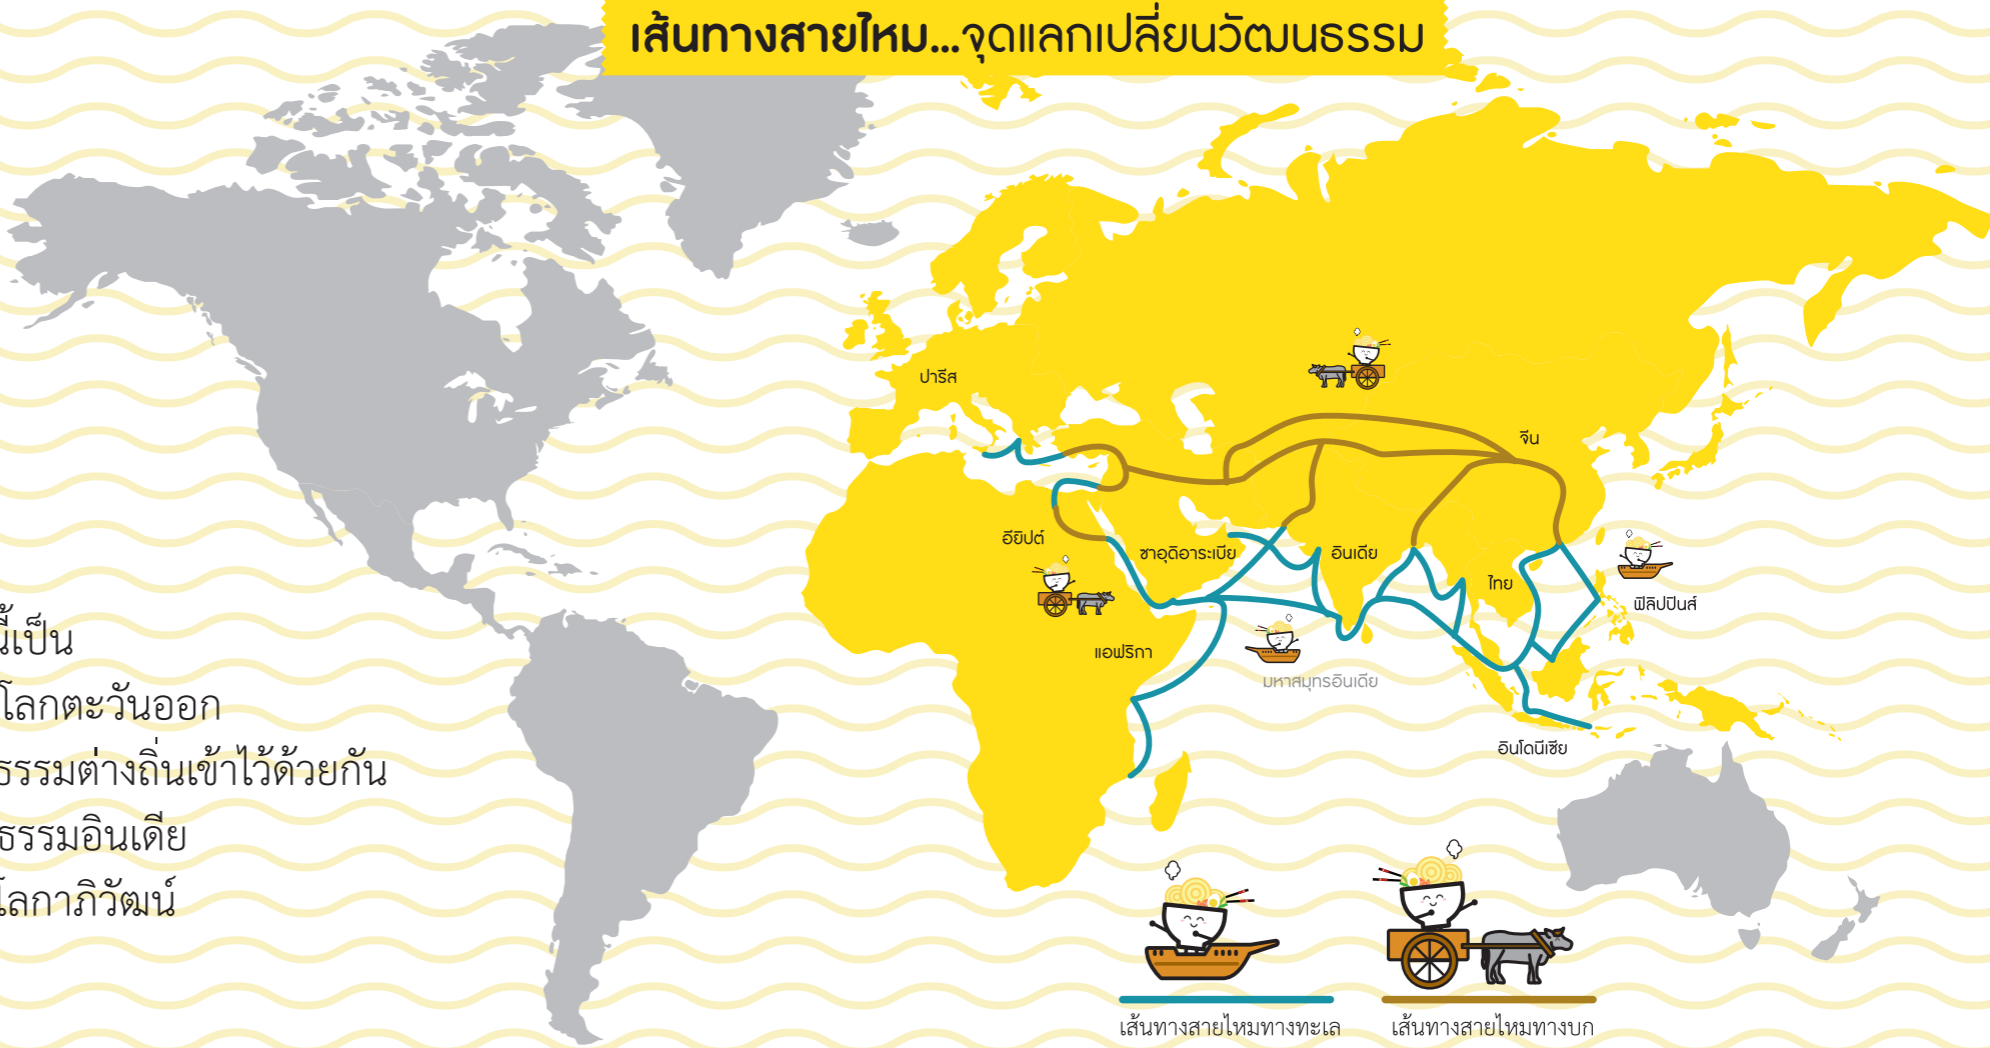 เส้นทางสายไหม...จุดแลกเปลี่ยนวัฒนธรรม
ปารีส
จีน
อียิปต์
ซาอุดิอาระเบีย
อินเดีย
ไทย
ฟิลิปปินส์
แอฟริกา
มหาสมุทรอินเดีย
อินโดนีเซีย
นี้เป็น
โลกตะวันออก
ธรรมต่างถิ่นเข้าไว้ด้วยกัน
ธรรมอินเดีย
โลกาภิวัฒน์
เส้นทางสายไหมทางทะเล
เส้นทางสายไหมทางบก